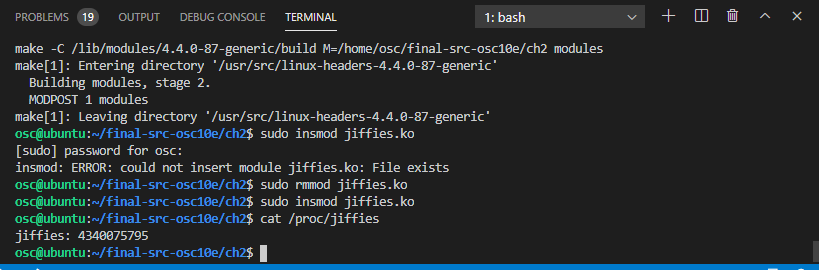 PROBLEMS 19 OUTPUT DEBUG CONSOLE TERMINAL 1: bash
make -C /lib/modules/4.4.0-87-generic/build M=/home/osc/final-src-osc10e/ch2 modules
make[1]: Entering directory '/usr/src/linux-headers-4.4.0-87-generic'
  Building modules, stage 2.
  MODPOST 1 modules
make[1]: Leaving directory '/usr/src/linux-headers-4.4.0-87-generic'
osc@ubuntu:~/final-src-osc10e/ch2$ sudo insmod jiffies.ko
[sudo] password for osc:
insmod: ERROR: could not insert module jiffies.ko: File exists
osc@ubuntu:~/final-src-osc10e/ch2$ sudo rmmod jiffies.ko
osc@ubuntu:~/final-src-osc10e/ch2$ sudo insmod jiffies.ko
osc@ubuntu:~/final-src-osc10e/ch2$ cat /proc/jiffies
jiffies: 4340075795
osc@ubuntu:~/final-src-osc10e/ch2$